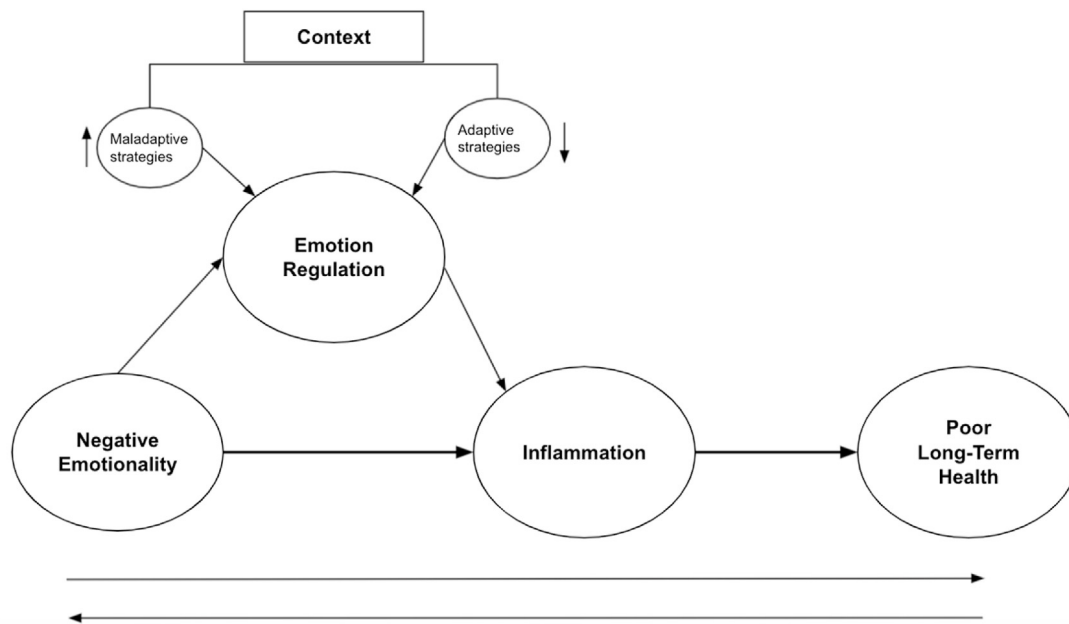 Context
Maladaptive
strategies
Adaptive
strategies
Emotion
Regulation
Negative
Emotionality
Inflammation
Poor
Long-Term
Health